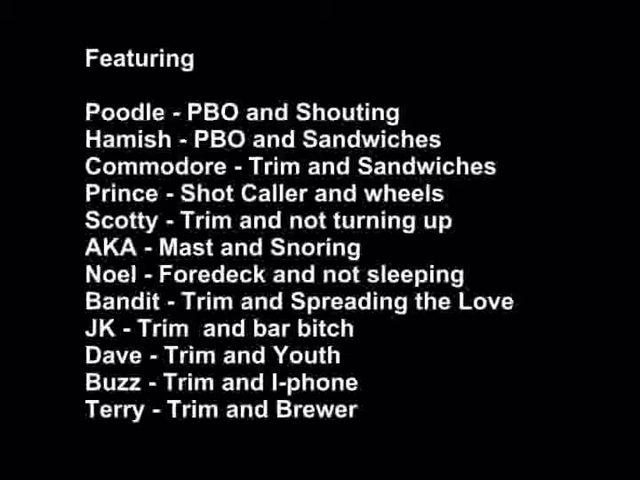 Featuring
Poodle - PBO and Shouting
Hamish - PBO and Sandwiches
Commodore - Trim and Sandwiches
Prince - Shot Caller and wheels
Scotty - Trim and not turning up
AKA - Mast and Snoring
Noel - Foredeck and not sleeping
Bandit - Trim and Spreading the Love
JK - Trim  and bar bitch
Dave - Trim and Youth
Buzz - Trim and I-phone
Terry - Trim and Brewer